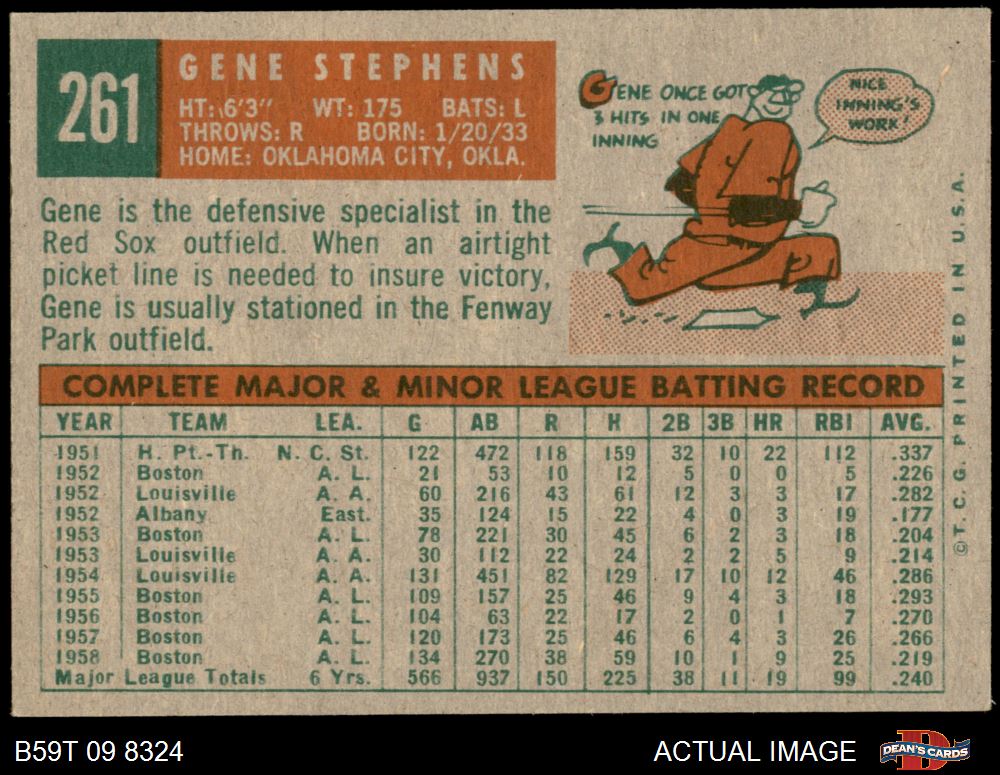 261
GENE STEPHENS
HT: 6'3" WT: 175 BATS: L
THROWS: R BORN: 1/20/33
HOME: OKLAHOMA CITY, OKLA.
Gene is the defensive specialist in the
Red Sox outfield. When an airtight
picket line is needed to insure victory,
Gene is usually stationed in the Fenway
Park outfield.
GENE ONCE GOT
3 HITS IN ONE
INNING
NICE
INNING'S
WORK!
COMPLETE MAJOR & MINOR LEAGUE BATTING RECORD
YEAR TEAM LEA. G AB R H 2B 3B HR RBI AVG.
1951 H. Pt.-Th. N. C. St. 122 472 118 159 32 10 22 112 .337
1952 Boston A. L. 21 53 10 12 5 0 0 5 .226
1952 Louisville A. A. 60 216 43 61 12 3 3 17 .282
1952 Albany East. 35 124 15 22 4 0 3 19 .177
1953 Boston A. L. 78 221 30 45 6 2 3 18 .204
1953 Louisville A. A. 30 112 22 24 2 2 5 9 .214
1954 Louisville A. A. 131 451 82 129 17 10 12 46 .286
1955 Boston A. L. 109 157 25 46 9 4 3 18 .293
1956 Boston A. L. 104 63 22 17 2 0 1 7 .270
1957 Boston A. L. 120 173 25 46 6 4 3 26 .266
1958 Boston A. L. 134 270 38 59 10 1 9 25 .219
Major League Totals 6 Yrs. 566 937 150 225 38 11 19 99 .240
© T. C. G. PRINTED IN U.S.A.
B59T 09 8324
ACTUAL IMAGE
D
DEAN'S CARDS